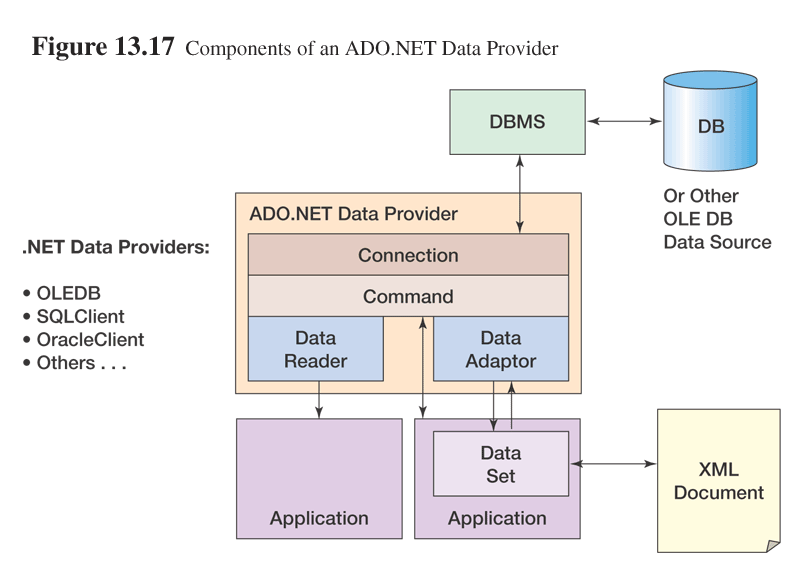 Figure 13.17 Components of an ADO.NET Data Provider
DBMS
DB
Or Other
OLE DB
Data Source
ADO.NET Data Provider
.NET Data Providers:
• OLEDB
• SQLClient
• OracleClient
• Others . . .
Connection
Command
Data
Reader
Data
Adaptor
Data
Set
Application
Application
XML
Document